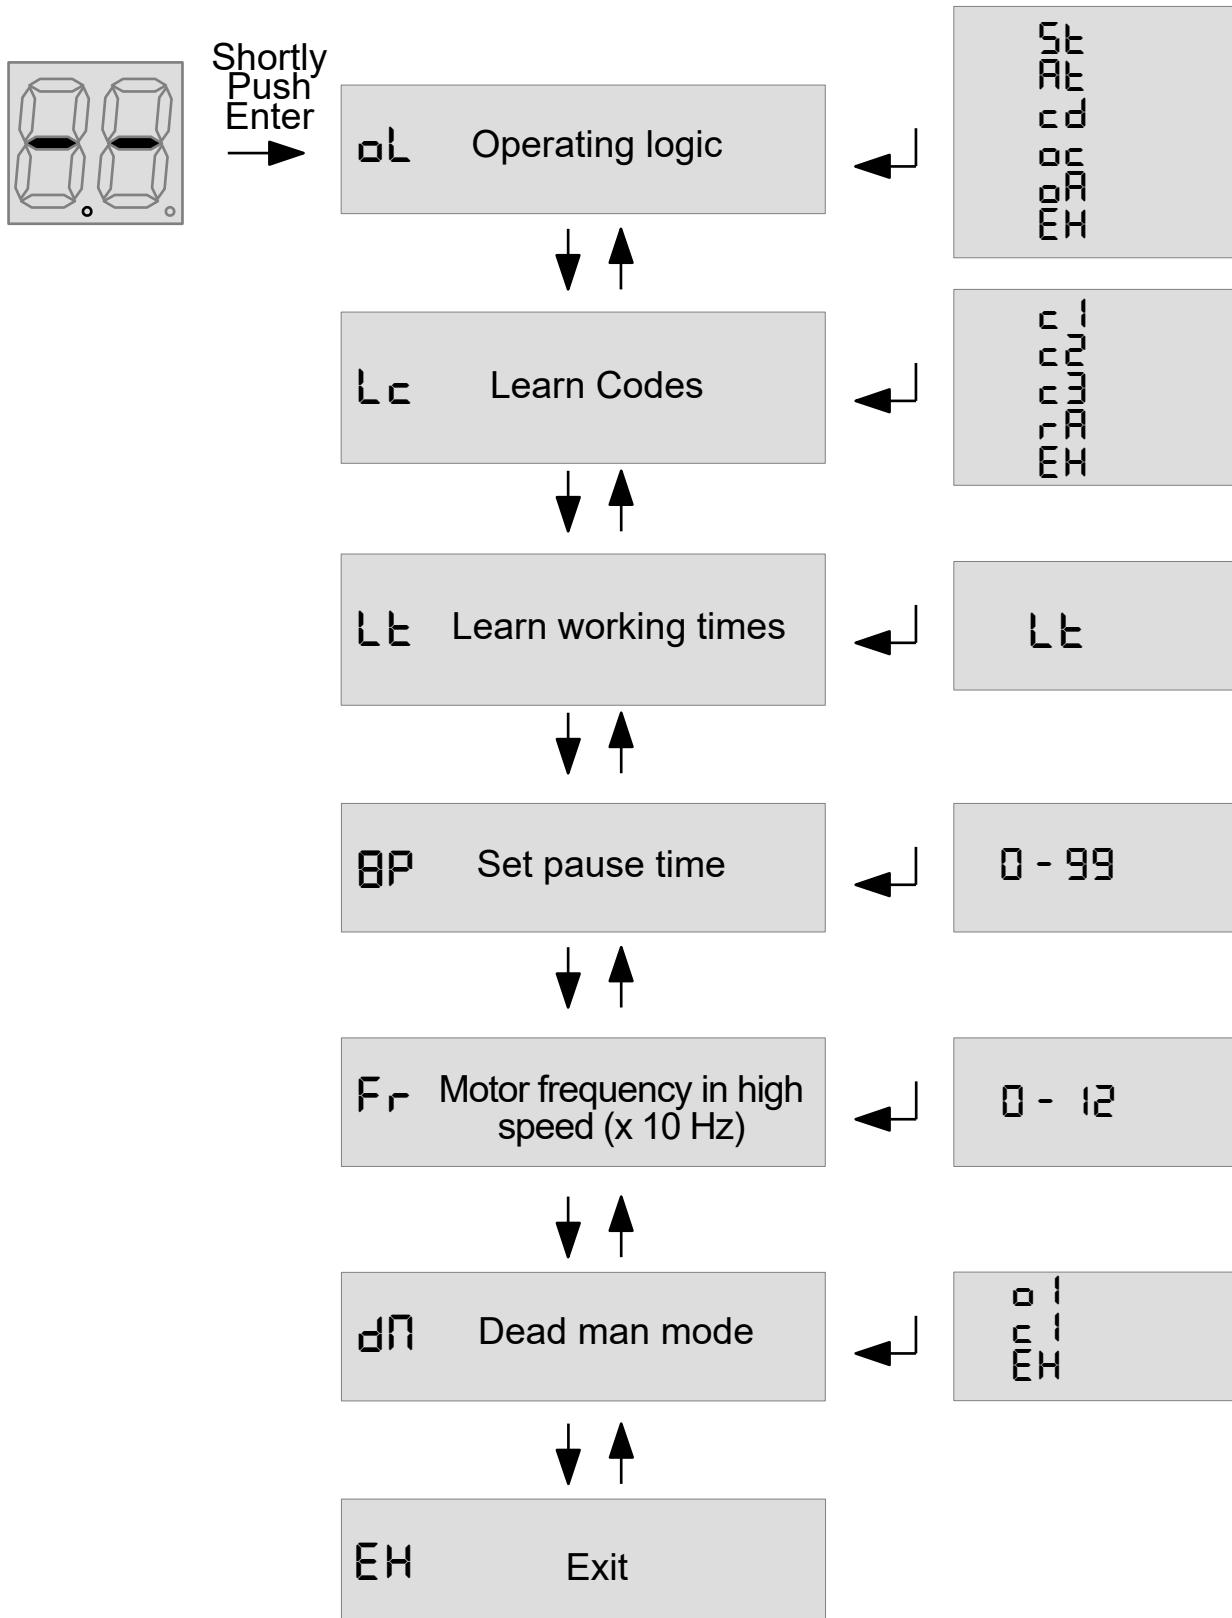 Shortly
Push
Enter
oL Operating logic
St
At
cd
oc
oA
EH
Lc Learn Codes
c1
c2
c3
rA
EH
Lt Learn working times
Lt
8P Set pause time
0-99
Fr Motor frequency in high
speed (x 10 Hz)
0-12
dM Dead man mode
o1
c1
EH
EH Exit